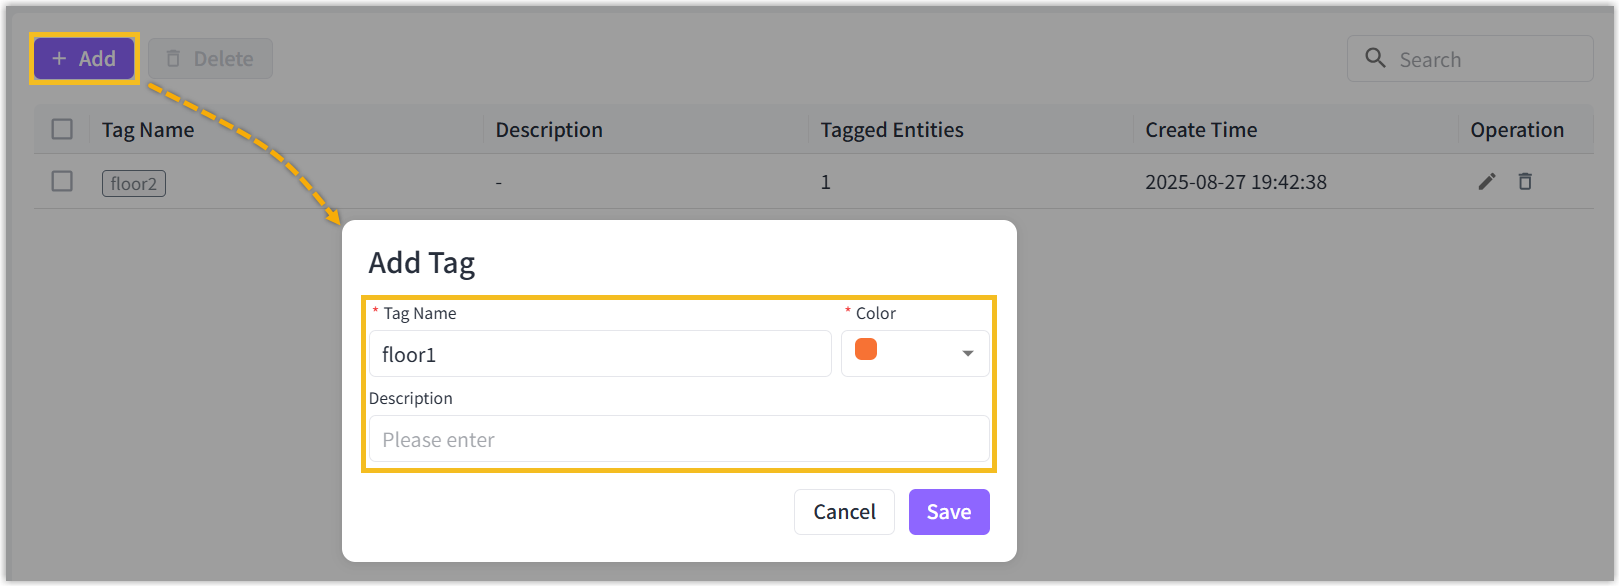 + Add Delete Search
Tag Name Description Tagged Entities Create Time Operation
floor2 - 1 2025-08-27 19:42:38
Add Tag
* Tag Name * Color
floor1
Description
Please enter
Cancel Save